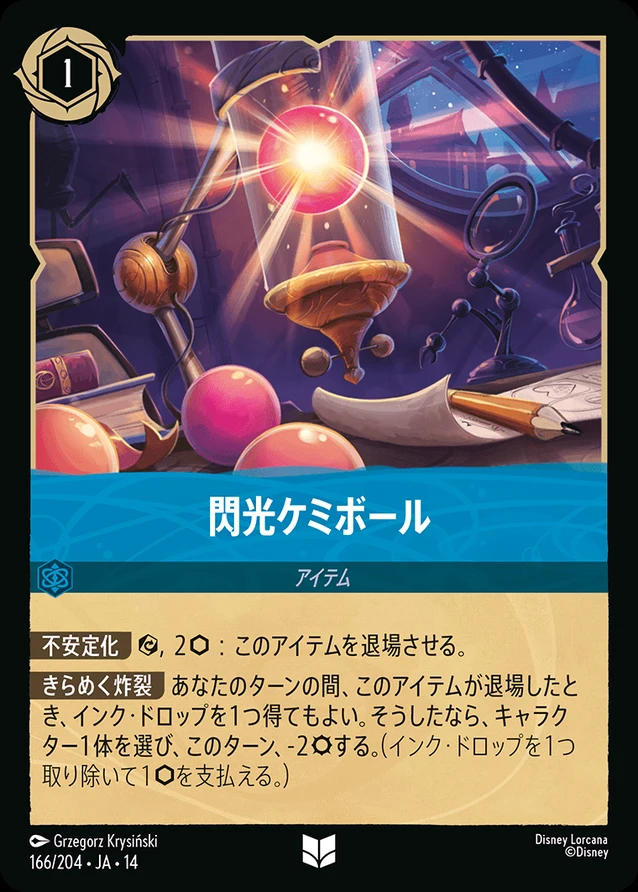 1
閃光ケミボール
アイテム
不安定化 ⟳, 2⬡ : このアイテムを退場させる。
きらめく炸裂 あなたのターンの間、このアイテムが退場したと
き、インク·ドロップを1つ得てもよい。そうしたなら、キャラク
ター1体を選び、このターン、-2¤する。(インク·ドロップを1つ
取り除いて1⬡を支払える。)
Grzegorz Krysiński
166/204 • JA • 14
Disney Lorcana
©Disney